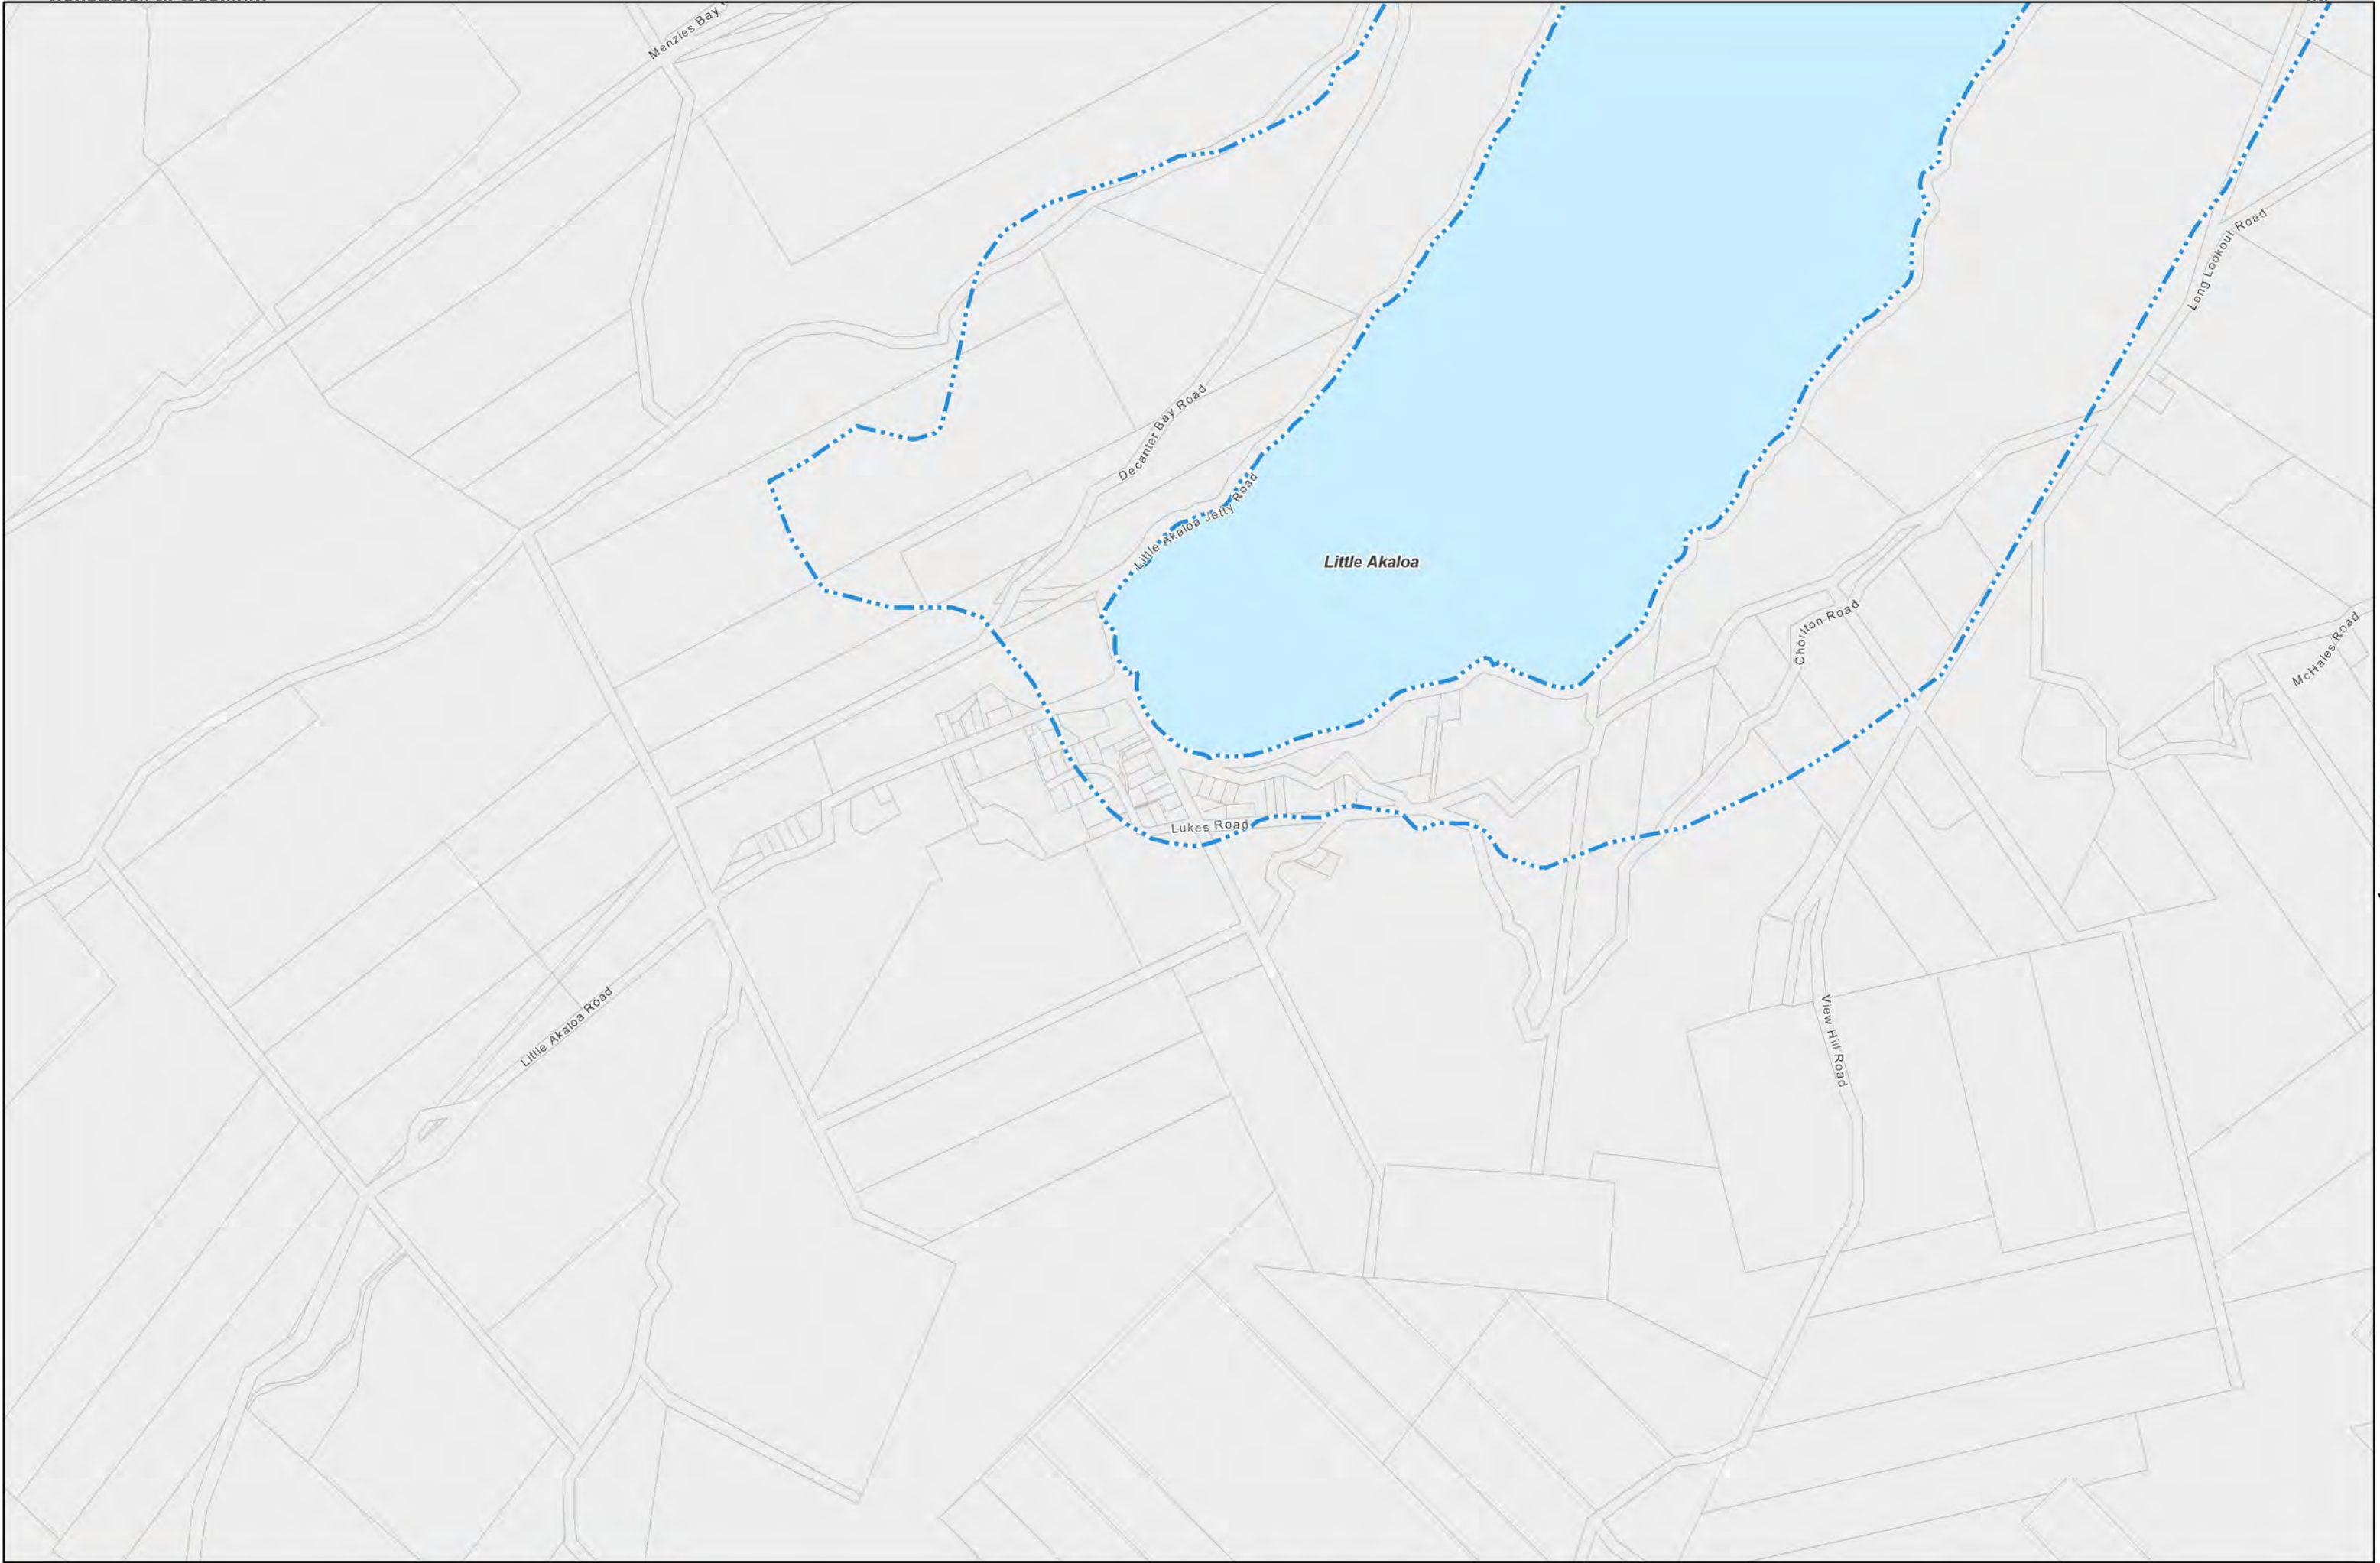 Menzies Bay
Long Lookout Road
Decanter Bay Road
Little Akaloa Jetty Road
Little Akaloa
Chorlton Road
McHales Road
Lukes Road
Little Akaloa Road
View Hill Road